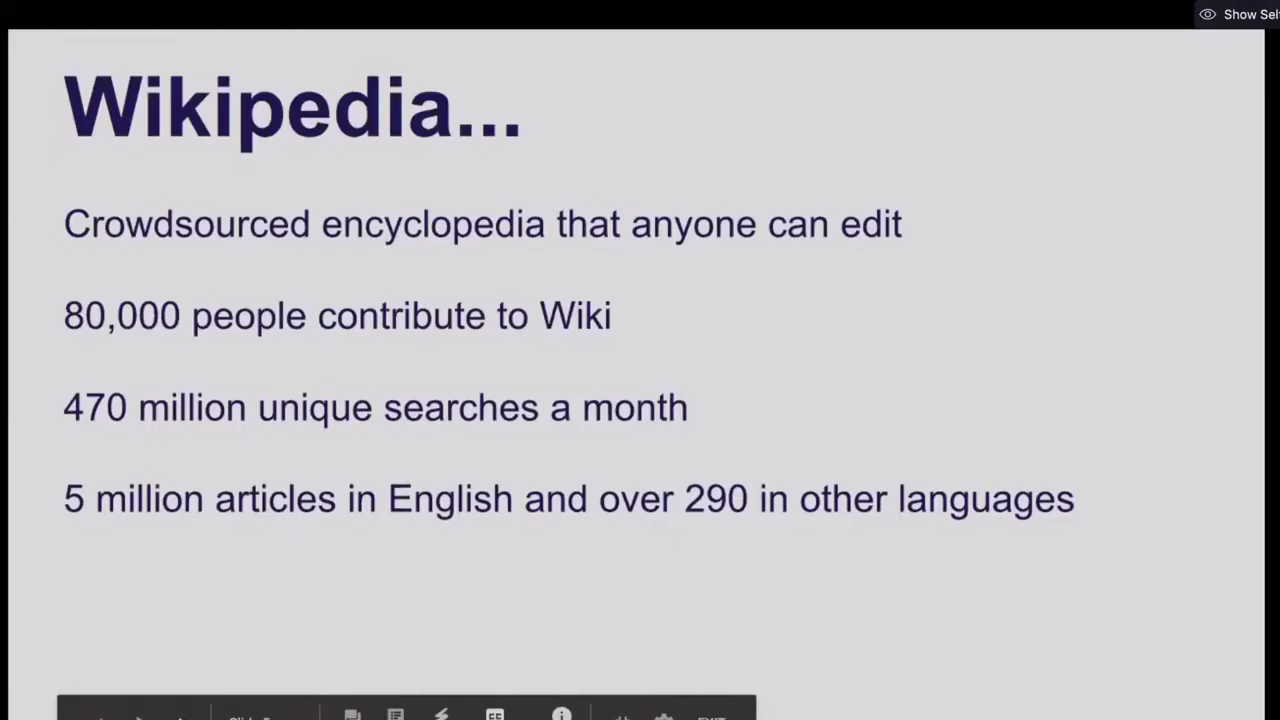 Show Self
Wikipedia...
Crowdsourced encyclopedia that anyone can edit
80,000 people contribute to Wiki
470 million unique searches a month
5 million articles in English and over 290 in other languages